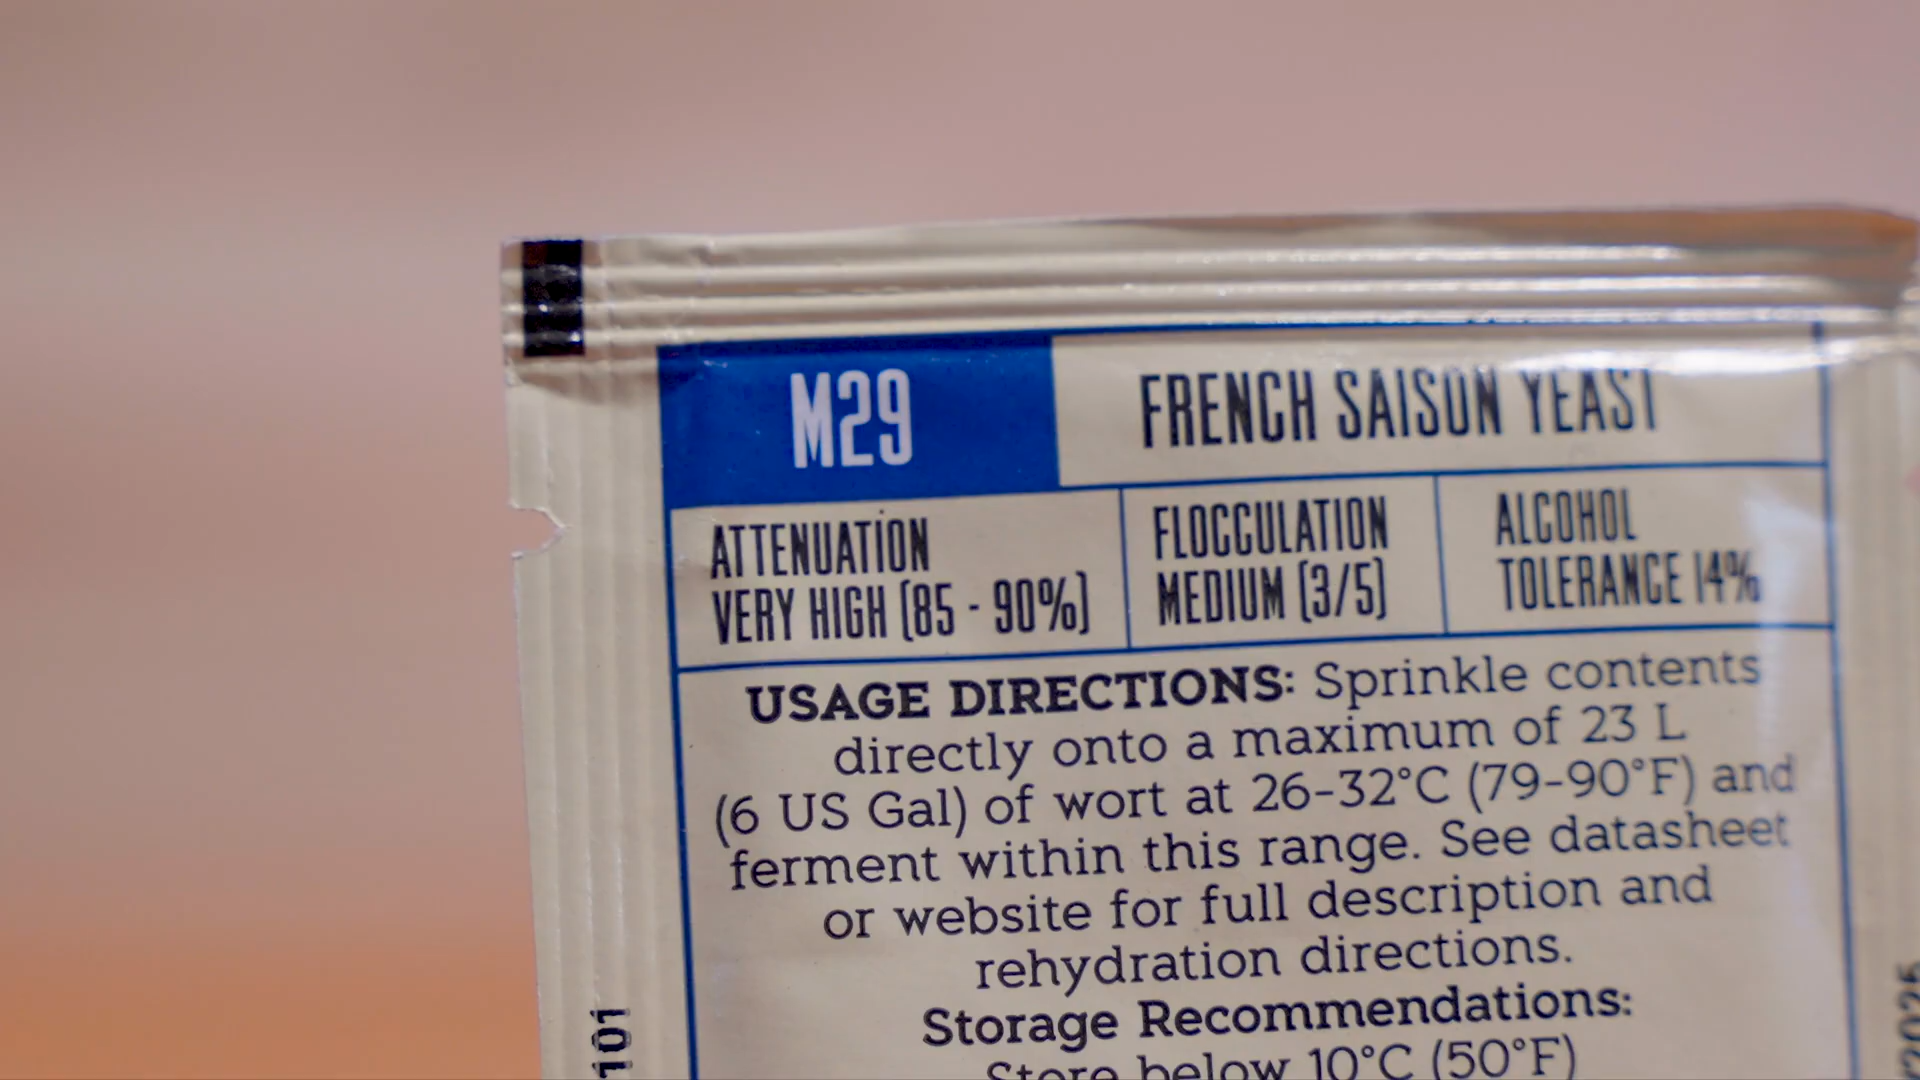 M29
FRENCH SAISON YEAST
ATTENUATION
VERY HIGH (85 - 90%)
FLOCCULATION
MEDIUM (3/5)
ALCOHOL
TOLERANCE 14%
USAGE DIRECTIONS: Sprinkle contents
directly onto a maximum of 23 L
(6 US Gal) of wort at 26-32°C (79-90°F) and
ferment within this range. See datasheet
or website for full description and
rehydration directions.
Storage Recommendations:
Store below 10°C (50°F)
101
2025